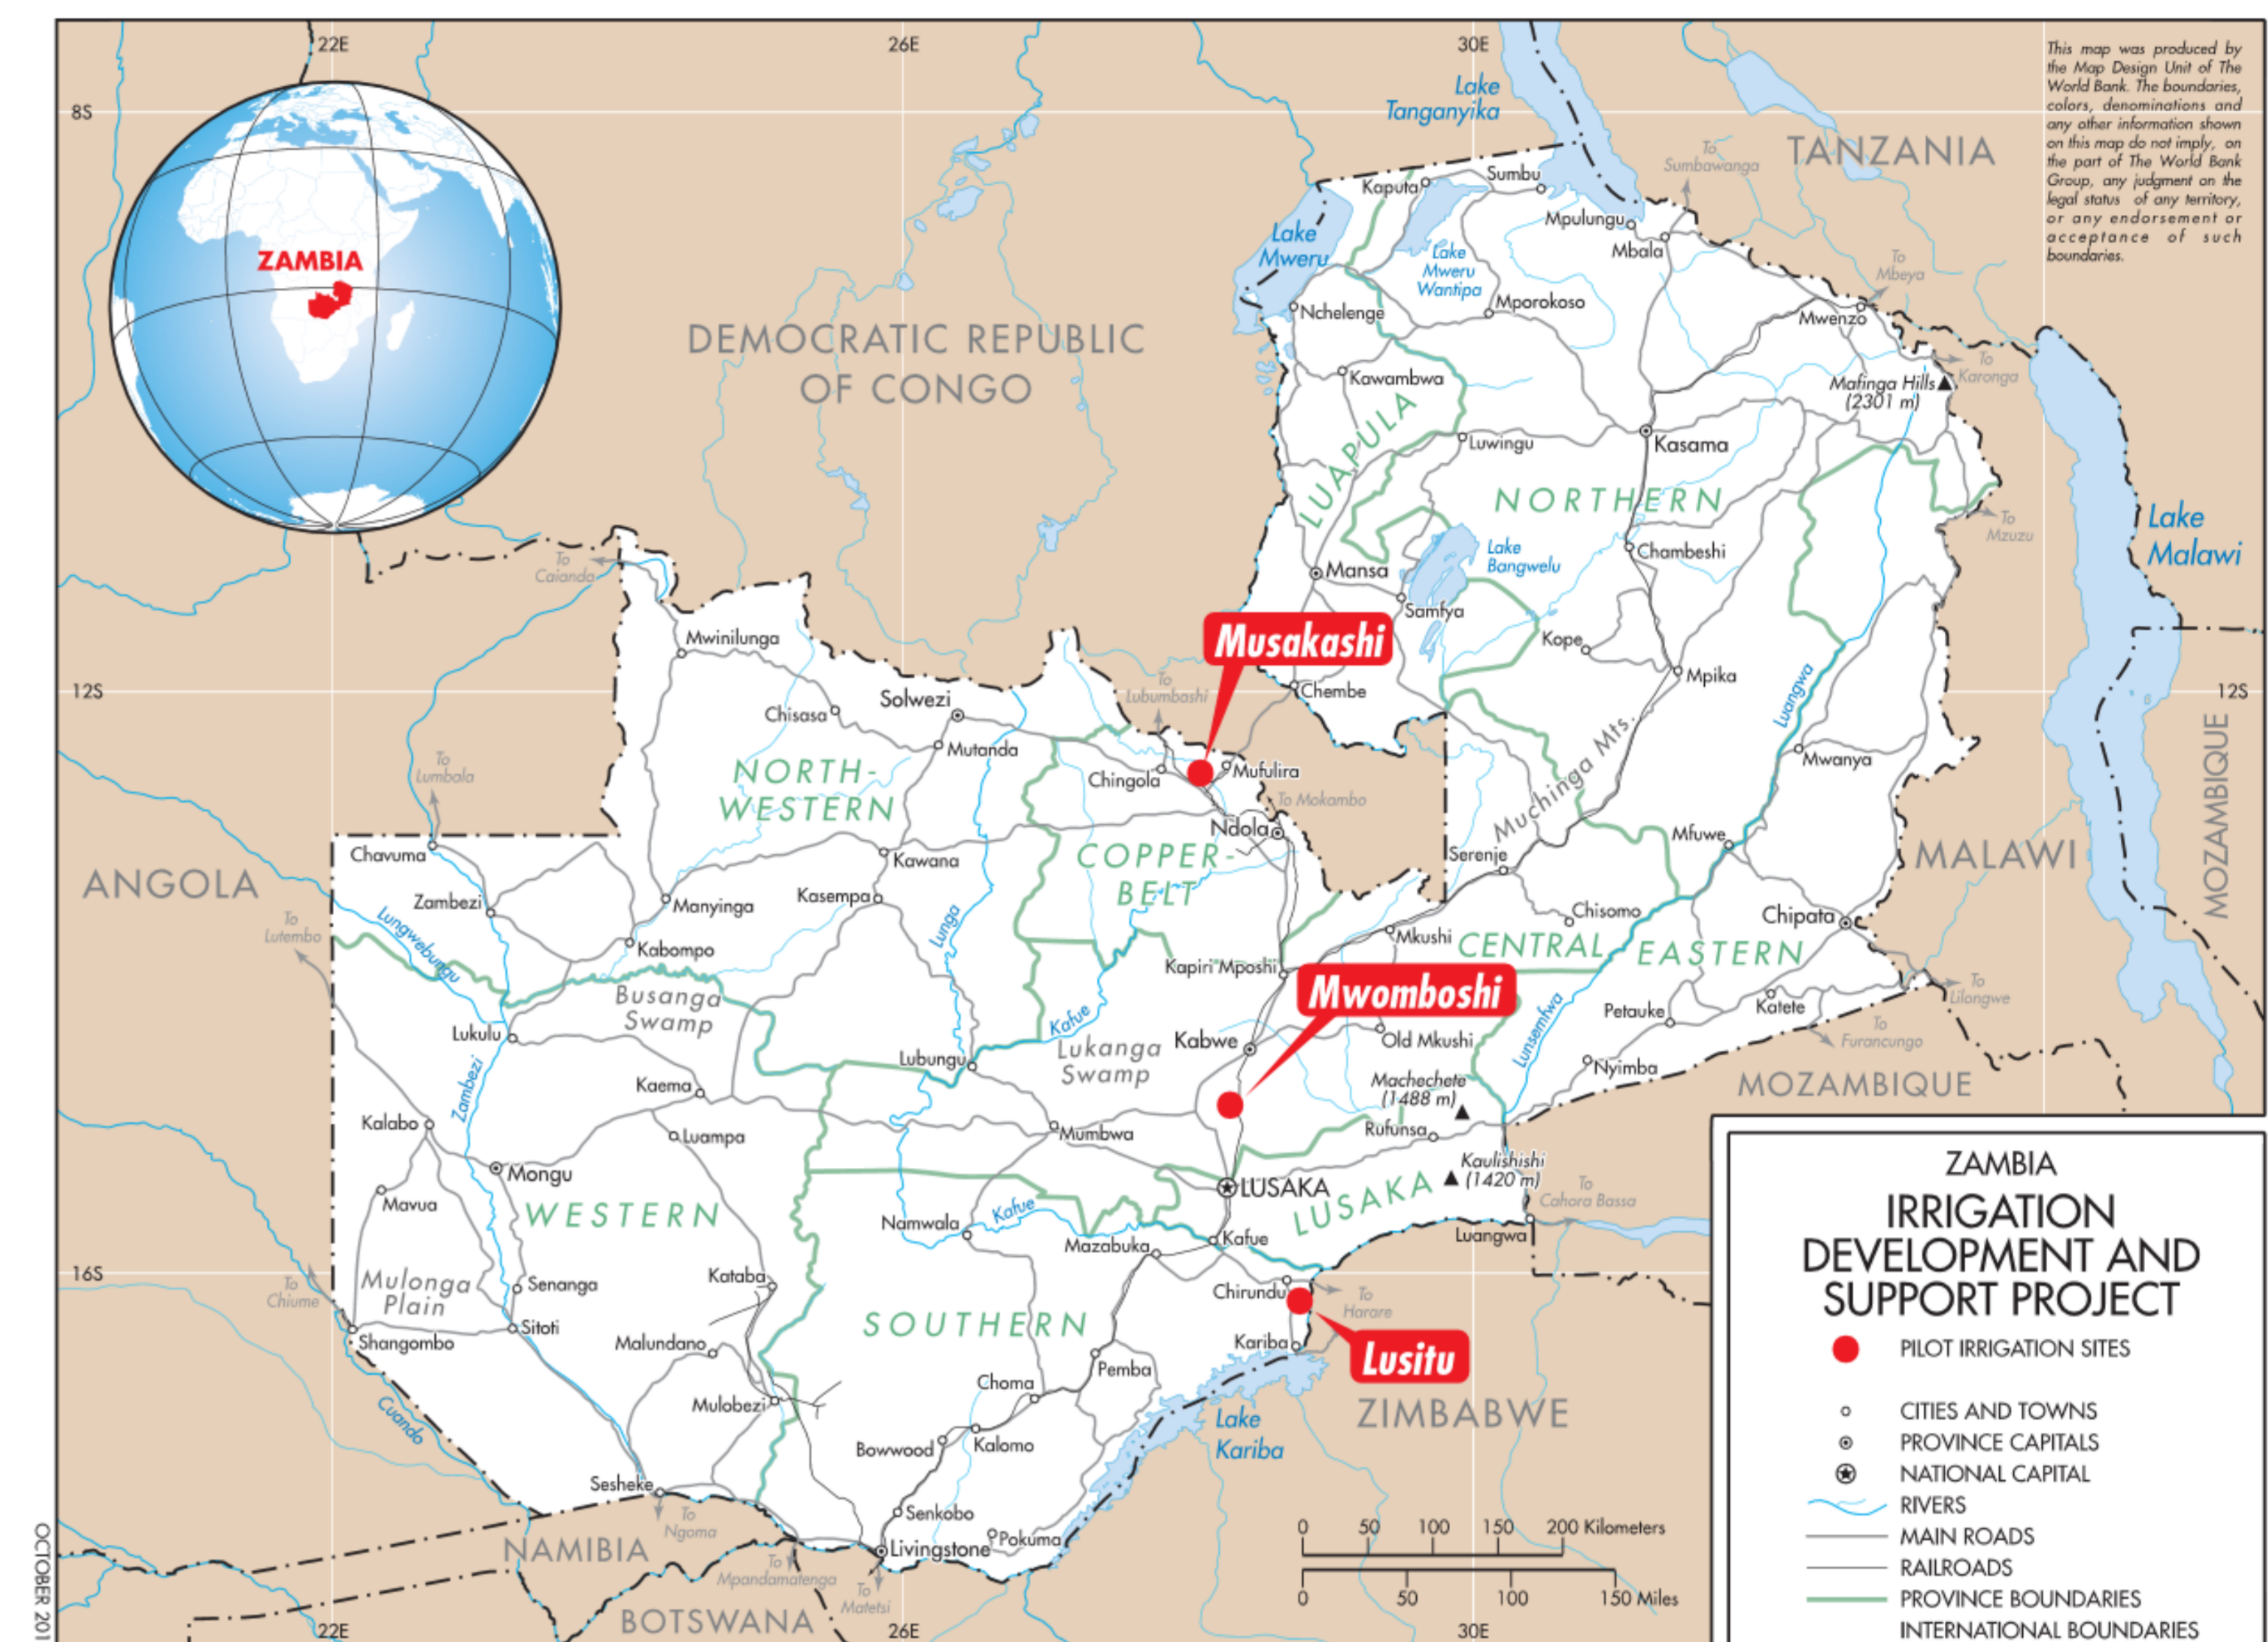 22E
26E
30E
8S
This map was produced by
the Map Design Unit of The
World Bank. The boundaries,
colors, denominations and
any other information shown
on this map do not imply, on
the part of The World Bank
Group, any judgment on the
legal status of any territory,
or any endorsement or
acceptance of such
boundaries.
Lake
Tanganyika
TANZANIA
To
Sumbawanga
Kaputa
Sumbu
Mpulungu
Mbala
Lake
Mweru
Lake
Mweru
Wantipa
To
Mbeya
ZAMBIA
Nchelenge
Mporokoso
Mwenzo
DEMOCRATIC REPUBLIC
OF CONGO
To
Karonga
Kawambwa
Mafinga Hills
(2301 m)
LUAPULA
Luwingu
Kasama
NORTHERN
To
Mzuzu
Lake
Malawi
Lake
Bangwelu
Chambeshi
To
Caianda
Mansa
Samfya
Musakashi
Mwinilunga
Kope
Mpika
12S
To
Lubumbashi
Chembe
12S
Luangwa
Chisasa
Solwezi
Mutanda
Muchinga Mts.
MOZAMBIQUE
To
Lumbala
NORTH-
WESTERN
Chingola
Mufulira
Mwanya
To Mokambo
Ndola
Mfuwe
Chavuma
COPPER-
BELT
Serenje
MALAWI
Kawana
ANGOLA
Zambezi
Manyinga
Kasempa
Chisomo
Chipata
To
Lutembo
Lungwebungu
Lunga
Kabompo
Mkushi
CENTRAL
EASTERN
Kapiri Mposhi
Mwomboshi
Busanga
Swamp
Petauke
Katete
To
Lilongwe
Lukulu
Kafue
Lunsemfwa
Kabwe
Old Mkushi
To
Furancungo
Lubungu
Lukanga
Swamp
Nyimba
Kaema
Zambezi
Machechete
(1488 m)
MOZAMBIQUE
Kalabo
Luampa
Mumbwa
Rufunsa
Mongu
Kaulishishi
(1420 m)
LUSAKA
LUSAKA
Mavua
WESTERN
To
Cahora Bassa
Namwala
Kafue
Mazabuka
Kafue
Luangwa
16S
Mulonga
Plain
Senanga
Kataba
Chirundu
To
Harare
To
Chiume
Sitoti
Shangombo
SOUTHERN
Malundano
Kariba
Lusitu
Pemba
Choma
Mulobezi
Cuando
Lake
Kariba
ZIMBABWE
Bowwood
Kalomo
Sesheke
To
Ngoma
Senkobo
Pokuma
Livingstone
NAMIBIA
To
Mpandamatenga
To
Matetsi
BOTSWANA
0 50 100 150 200 Kilometers
0 50 100 150 Miles
22E
26E
30E
OCTOBER 201
ZAMBIA
IRRIGATION
DEVELOPMENT AND
SUPPORT PROJECT
PILOT IRRIGATION SITES
CITIES AND TOWNS
PROVINCE CAPITALS
NATIONAL CAPITAL
RIVERS
MAIN ROADS
RAILROADS
PROVINCE BOUNDARIES
INTERNATIONAL BOUNDARIES